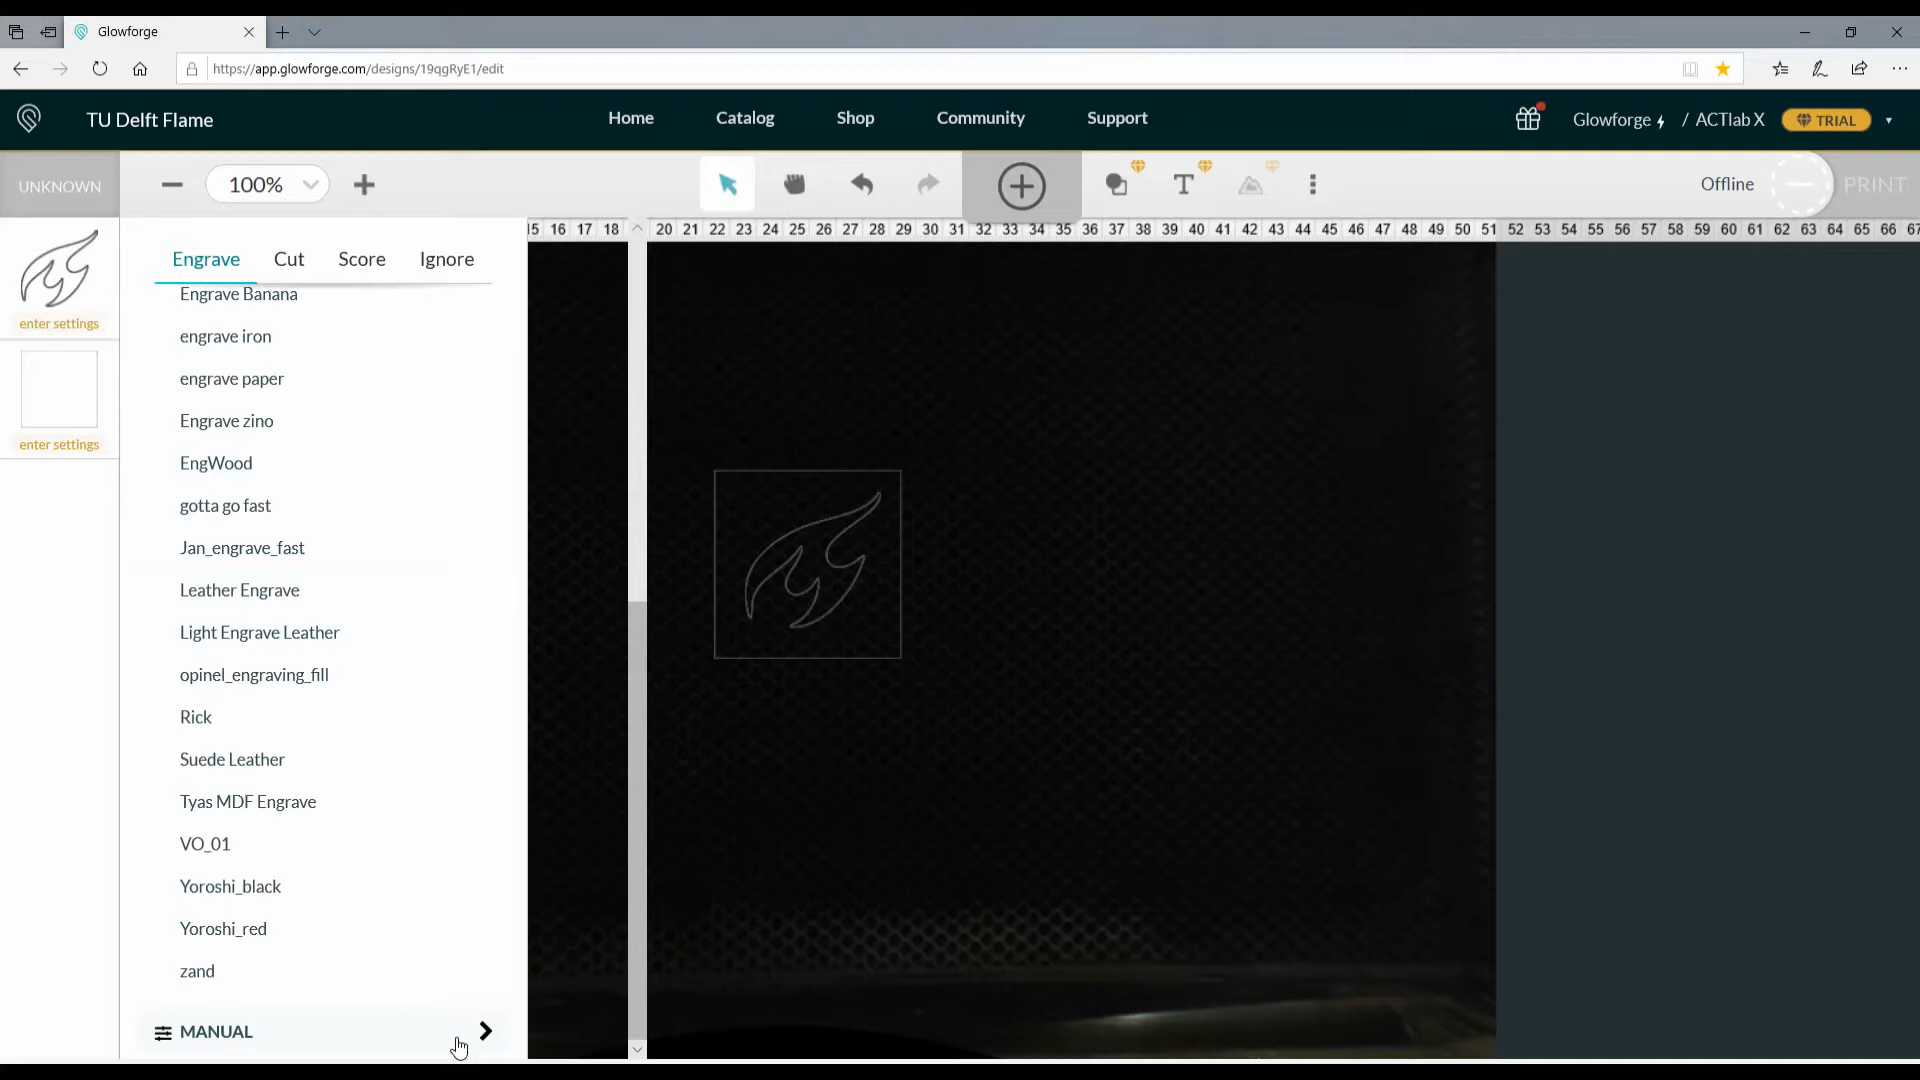 Glowforge
https://app.glowforge.com/designs/19qgRyE1/edit
TU Delft Flame
Home Catalog Shop Community Support
Glowforge / ACTlab X TRIAL
UNKNOWN
100%
Offline
PRINT
15 16 17 18 20 21 22 23 24 25 26 27 28 29 30 31 32 33 34 35 36 37 38 39 40 41 42 43 44 45 46 47 48 49 50 51 52 53 54 55 56 57 58 59 60 61 62 63 64 65 66 67
enter settings
enter settings
Engrave Cut Score Ignore
Engrave Banana
engrave iron
engrave paper
Engrave zino
EngWood
gotta go fast
Jan_engrave_fast
Leather Engrave
Light Engrave Leather
opinel_engraving_fill
Rick
Suede Leather
Tyas MDF Engrave
VO_01
Yoroshi_black
Yoroshi_red
zand
MANUAL